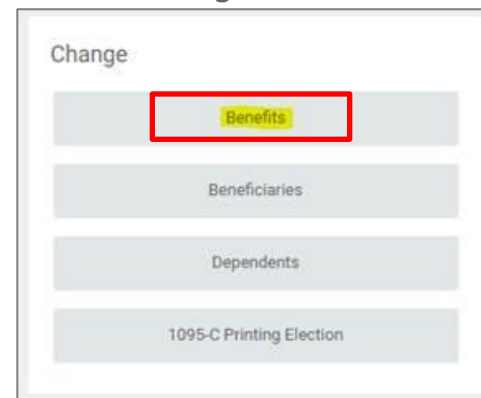 Change
Benefits
Beneficiaries
Dependents
1095-C Printing Election